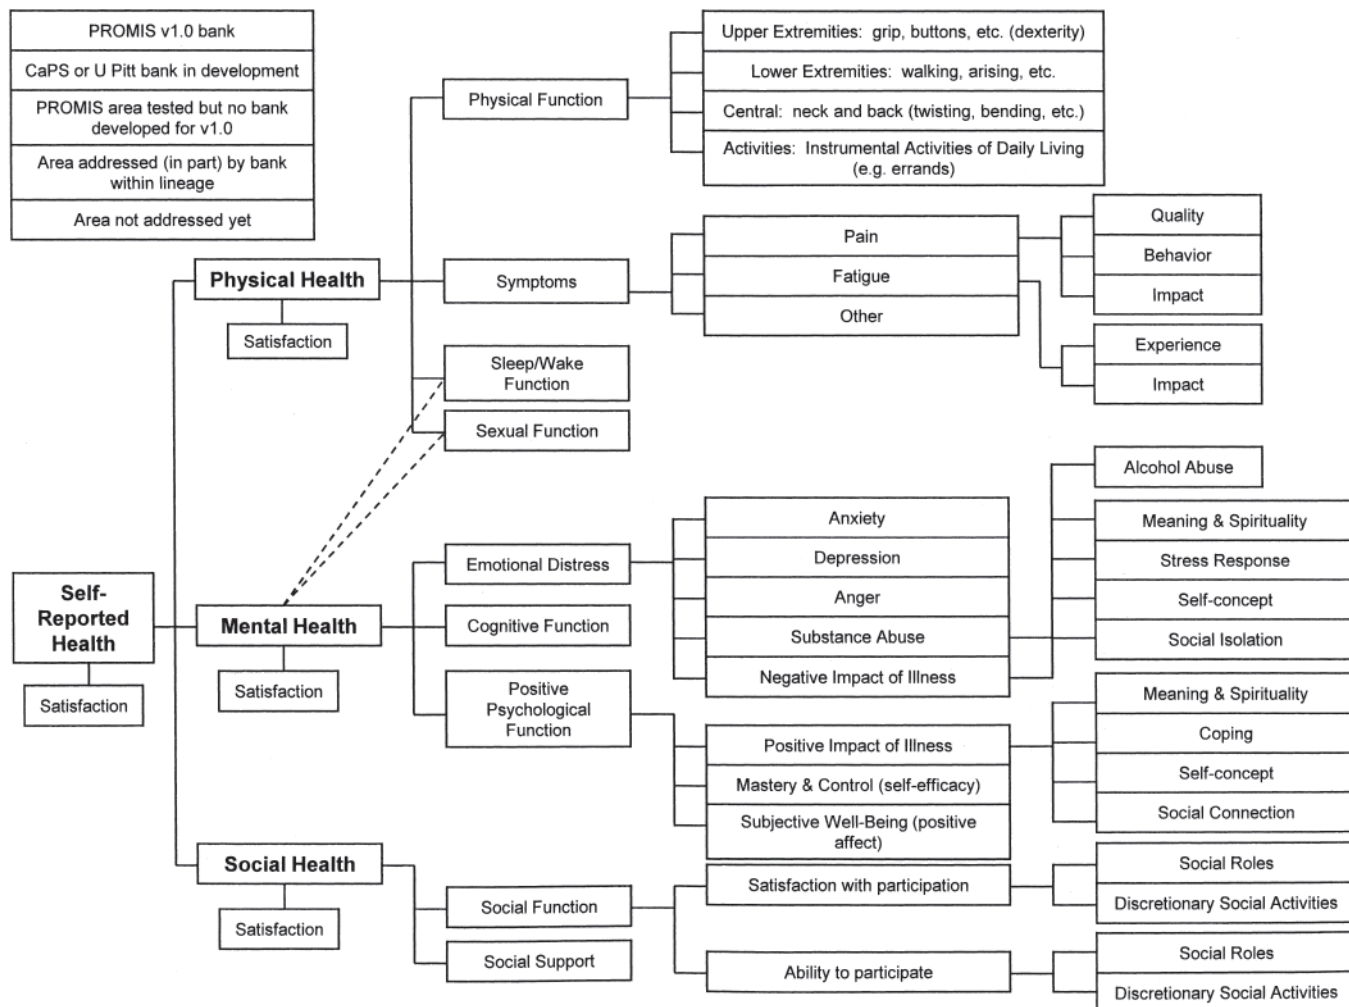 PROMIS v1.0 bank
CaPS or U Pitt bank in development
PROMIS area tested but no bank
developed for v1.0
Area addressed (in part) by bank
within lineage
Area not addressed yet
Self-
Reported
Health
Satisfaction
Physical Health
Satisfaction
Physical Function
Upper Extremities: grip, buttons, etc. (dexterity)
Lower Extremities: walking, arising, etc.
Central: neck and back (twisting, bending, etc.)
Activities: Instrumental Activities of Daily Living
(e.g. errands)
Symptoms
Pain
Fatigue
Other
Quality
Behavior
Impact
Experience
Impact
Sleep/Wake
Function
Sexual Function
Mental Health
Satisfaction
Emotional Distress
Anxiety
Depression
Anger
Substance Abuse
Negative Impact of Illness
Alcohol Abuse
Meaning & Spirituality
Stress Response
Self-concept
Social Isolation
Cognitive Function
Positive
Psychological
Function
Positive Impact of Illness
Mastery & Control (self-efficacy)
Subjective Well-Being (positive
affect)
Meaning & Spirituality
Coping
Self-concept
Social Connection
Social Health
Satisfaction
Social Function
Satisfaction with participation
Social Roles
Discretionary Social Activities
Ability to participate
Social Roles
Discretionary Social Activities
Social Support